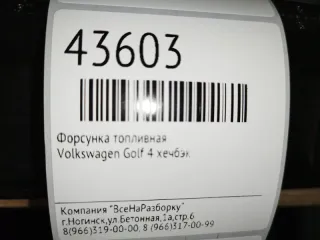 43603
Форсунка топливная
Volkswagen Golf 4 хечбэк
Компания "ВсеНаРазборку"
г.Ногинск,ул.Бетонная,1а,стр.6
8(966)319-00-00, 8 (966)317-00-99